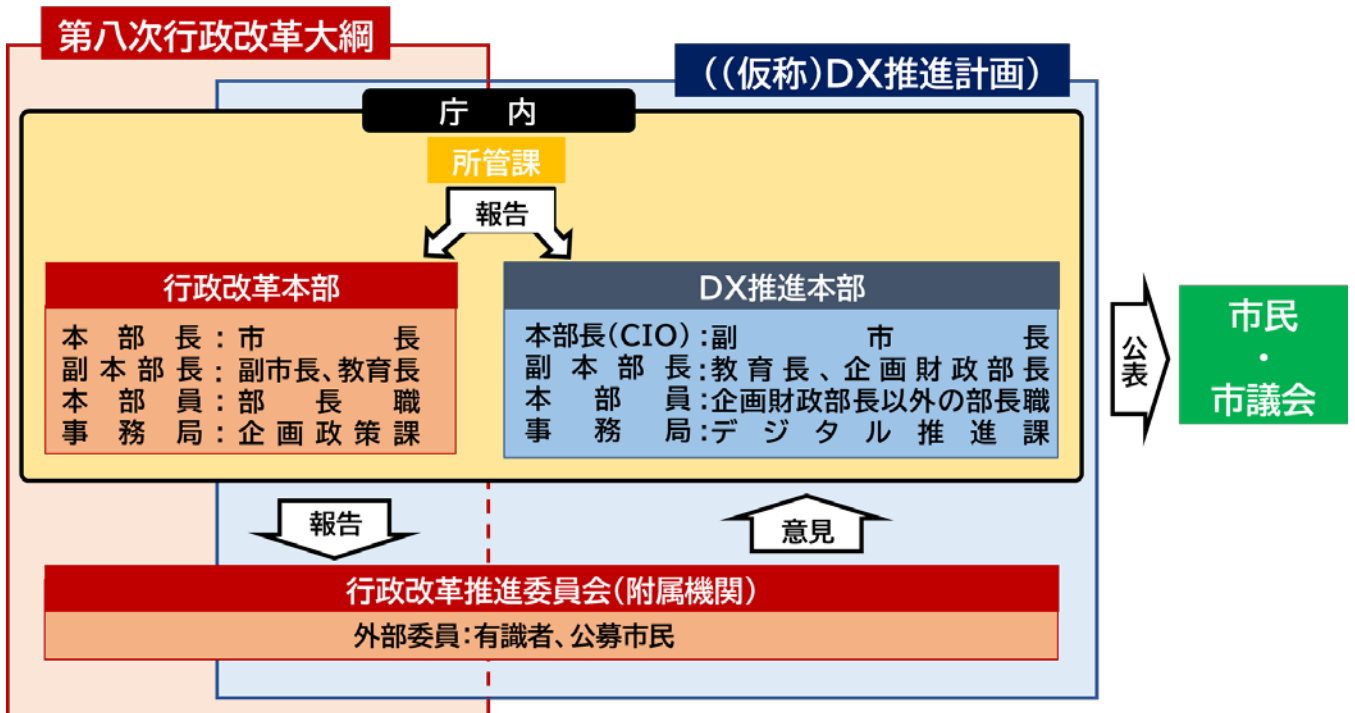 第八次行政改革大綱
((仮称)DX推進計画)
庁内
所管課
報告
行政改革本部
本部長:市長
副本部長:副市長、教育長
本部員:部長職
事務局:企画政策課
DX推進本部
本部長(CIO):副市長
副本部長:教育長、企画財政部長
本部員:企画財政部長以外の部長職
事務局:デジタル推進課
公表
市民
・
市議会
報告
意見
行政改革推進委員会(附属機関)
外部委員:有識者、公募市民